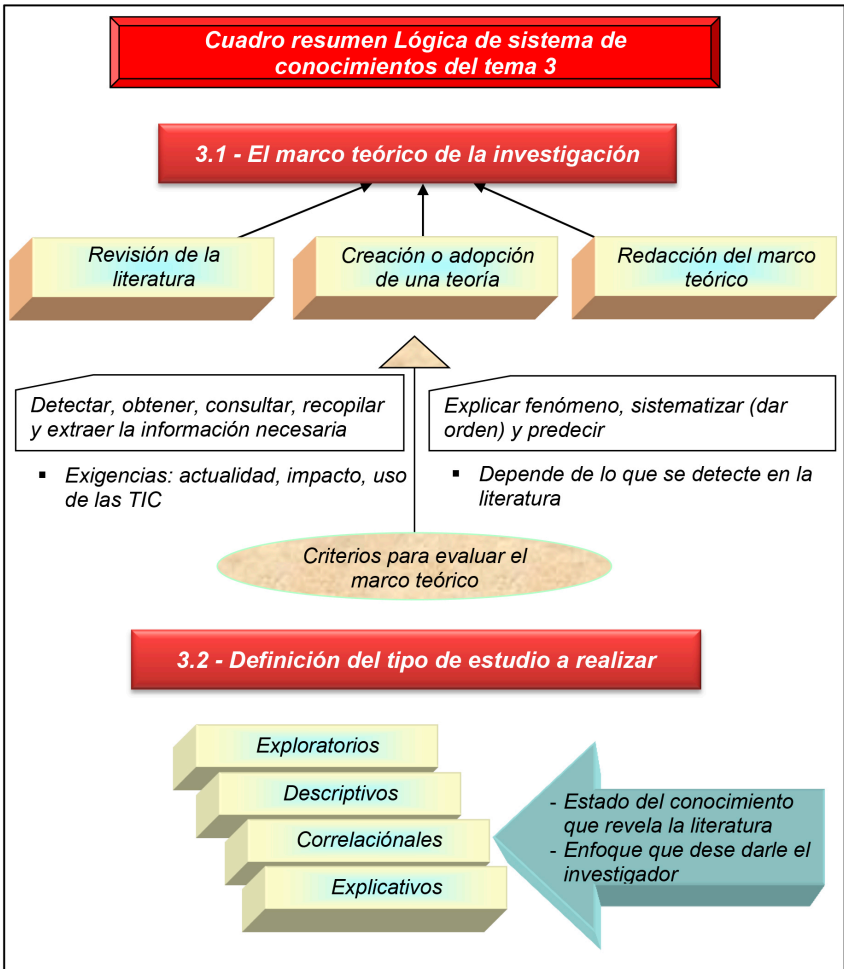 Cuadro resumen Lógica de sistema de
conocimientos del tema 3
3.1 - El marco teórico de la investigación
Revisión de la
literatura
Creación o adopción
de una teoría
Redacción del marco
teórico
Detectar, obtener, consultar, recopilar
y extraer la información necesaria
▪ Exigencias: actualidad, impacto, uso
de las TIC
Explicar fenómeno, sistematizar (dar
orden) y predecir
▪ Depende de lo que se detecte en la
literatura
Criterios para evaluar el
marco teórico
3.2 - Definición del tipo de estudio a realizar
Exploratorios
Descriptivos
Correlaciónales
Explicativos
- Estado del conocimiento
que revela la literatura
- Enfoque que dese darle el
investigador